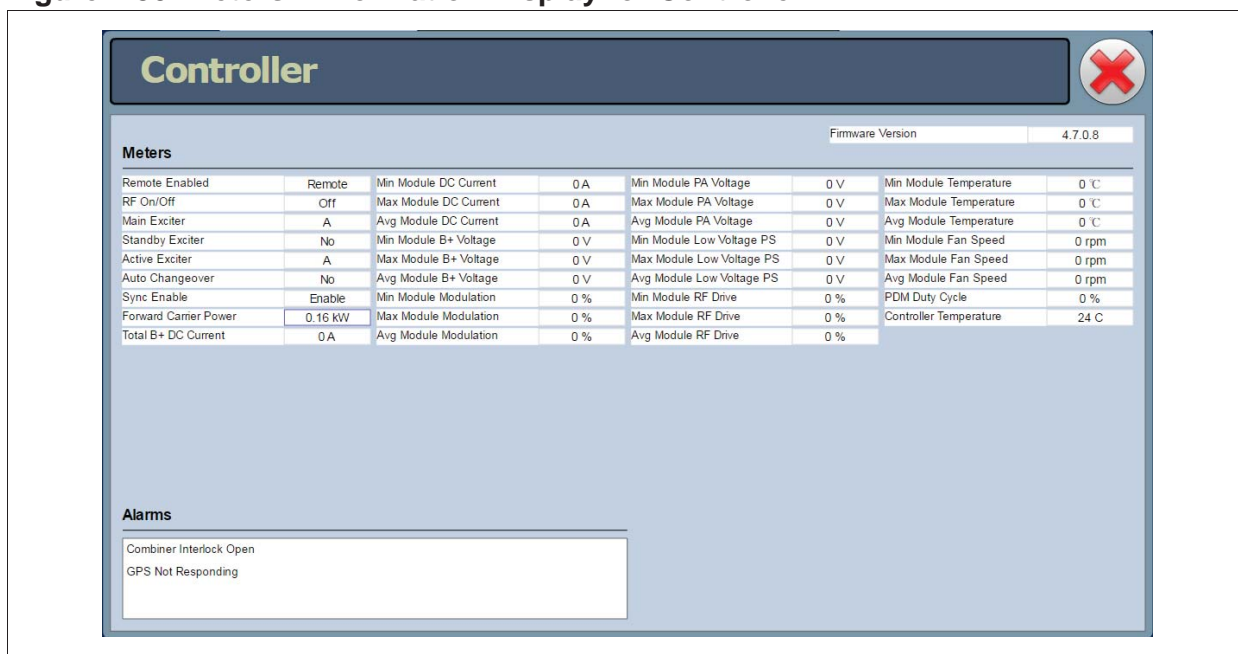 Controller
Firmware Version 4.7.0.8
Meters
Remote Enabled Remote Min Module DC Current 0 A Min Module PA Voltage 0 V Min Module Temperature 0 ℃
RF On/Off Off Max Module DC Current 0 A Max Module PA Voltage 0 V Max Module Temperature 0 ℃
Main Exciter A Avg Module DC Current 0 A Avg Module PA Voltage 0 V Avg Module Temperature 0 ℃
Standby Exciter No Min Module B+ Voltage 0 V Min Module Low Voltage PS 0 V Min Module Fan Speed 0 rpm
Active Exciter A Max Module B+ Voltage 0 V Max Module Low Voltage PS 0 V Max Module Fan Speed 0 rpm
Auto Changeover No Avg Module B+ Voltage 0 V Avg Module Low Voltage PS 0 V Avg Module Fan Speed 0 rpm
Sync Enable Enable Min Module Modulation 0 % Min Module RF Drive 0 % PDM Duty Cycle 0 %
Forward Carrier Power 0.16 kW Max Module Modulation 0 % Max Module RF Drive 0 % Controller Temperature 24 C
Total B+ DC Current 0 A Avg Module Modulation 0 % Avg Module RF Drive 0 %
Alarms
Combiner Interlock Open
GPS Not Responding